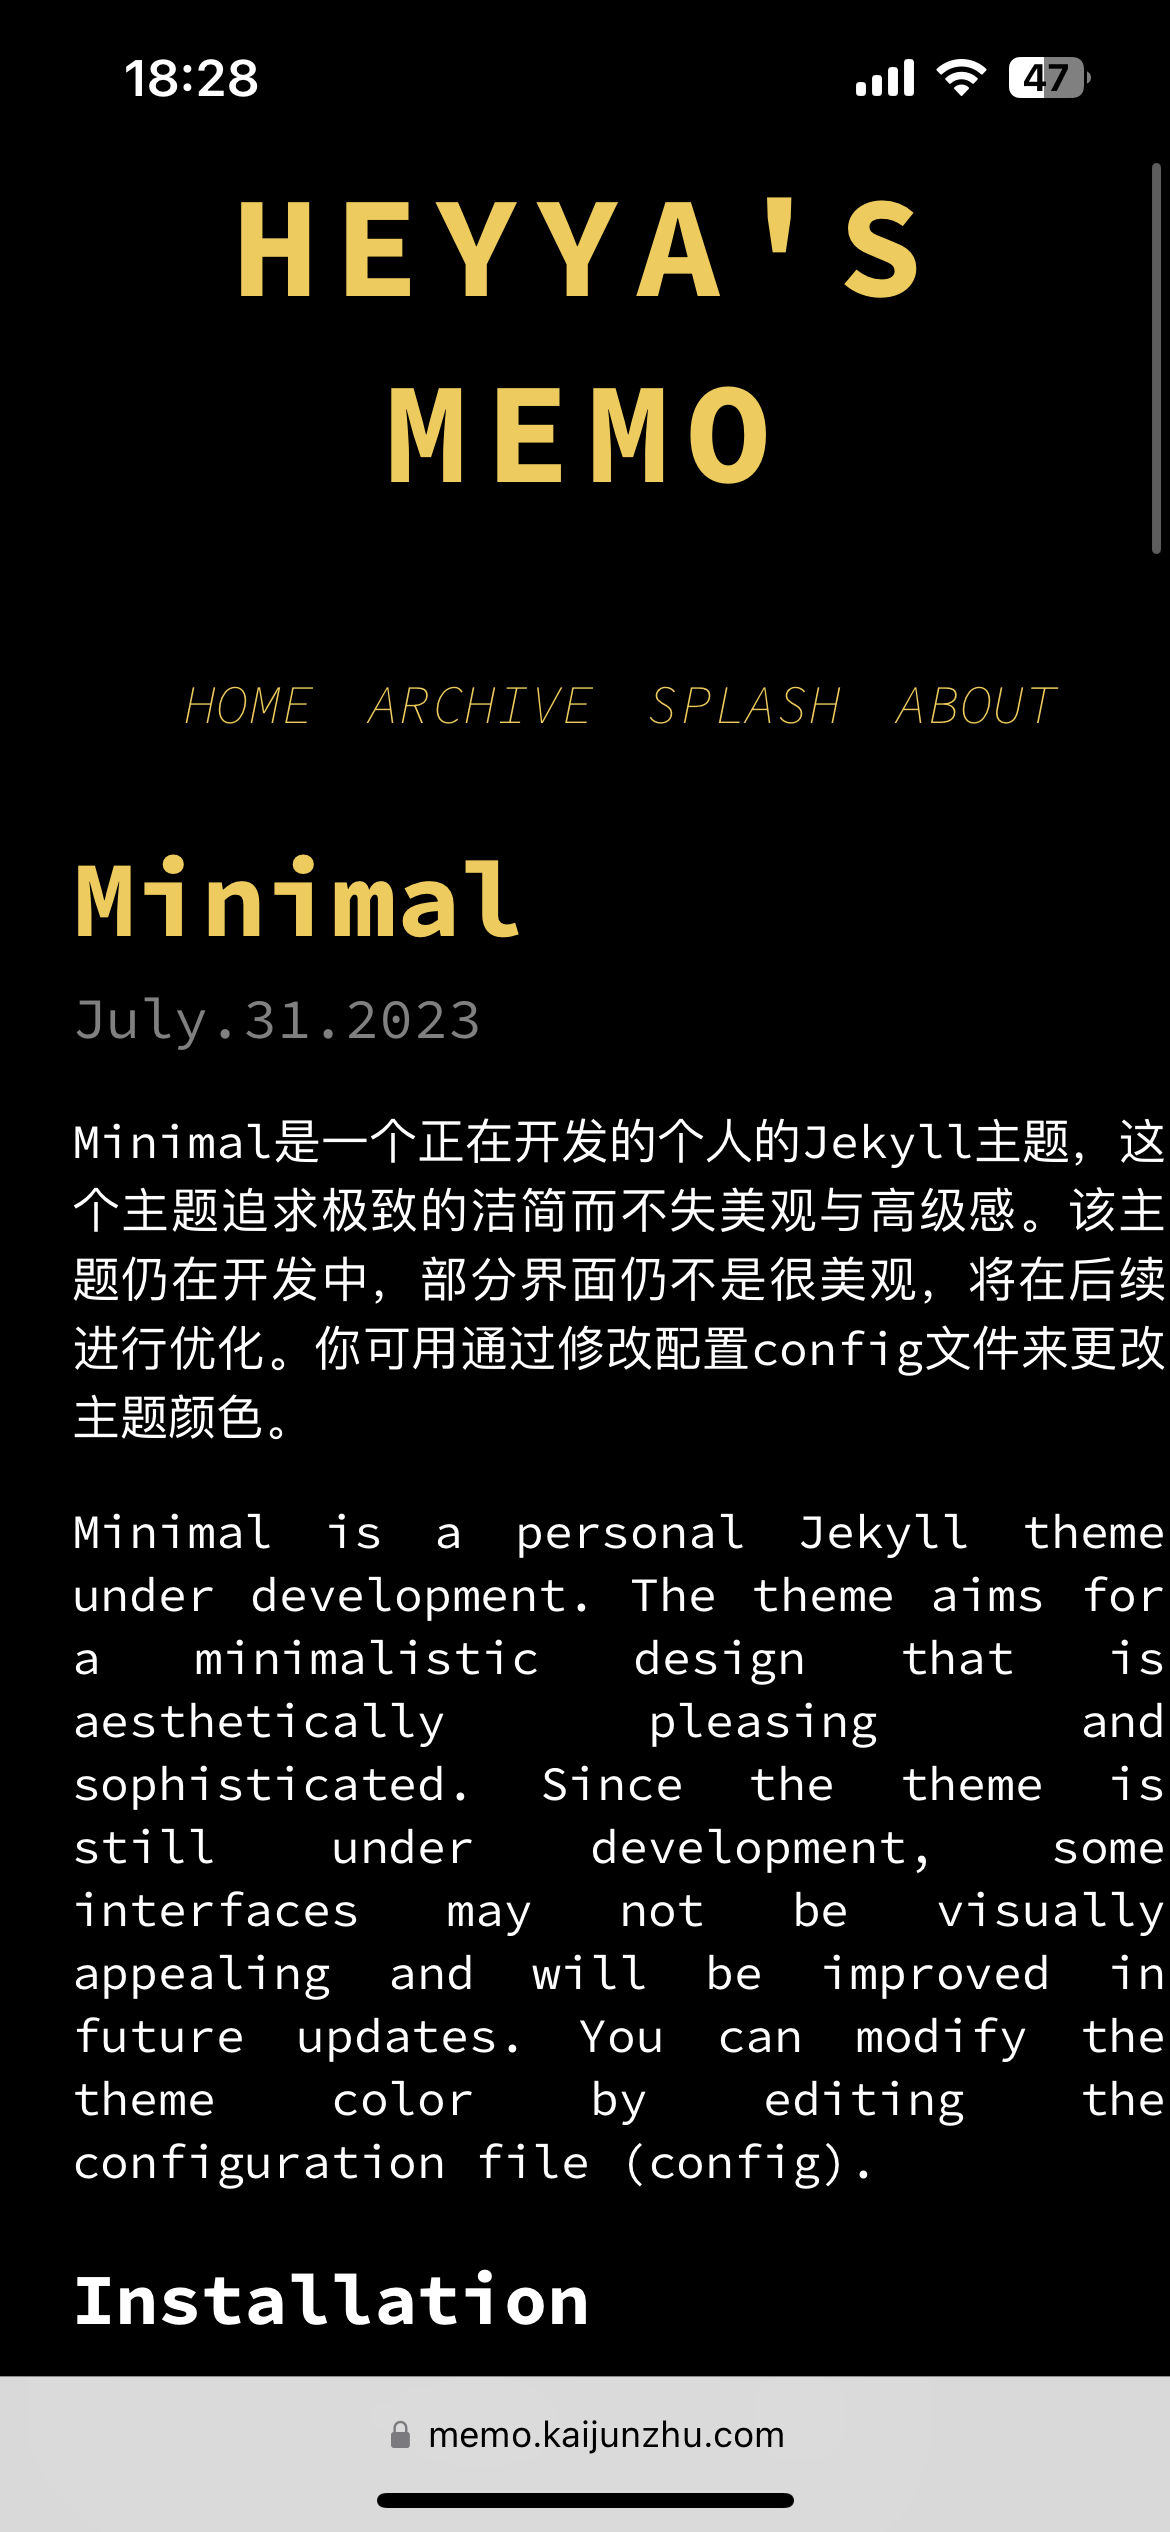 18:28
47
HEYYA'S
MEMO
HOME ARCHIVE SPLASH ABOUT
Minimal
July.31.2023
Minimal是一个正在开发的个人的Jekyll主题，这
个主题追求极致的洁简而不失美观与高级感。该主
题仍在开发中，部分界面仍不是很美观，将在后续
进行优化。你可用通过修改配置config文件来更改
主题颜色。
Minimal is a personal Jekyll theme
under development. The theme aims for
a minimalistic design that is
aesthetically pleasing and
sophisticated. Since the theme is
still under development, some
interfaces may not be visually
appealing and will be improved in
future updates. You can modify the
theme color by editing the
configuration file (config).
Installation
memo.kaijunzhu.com